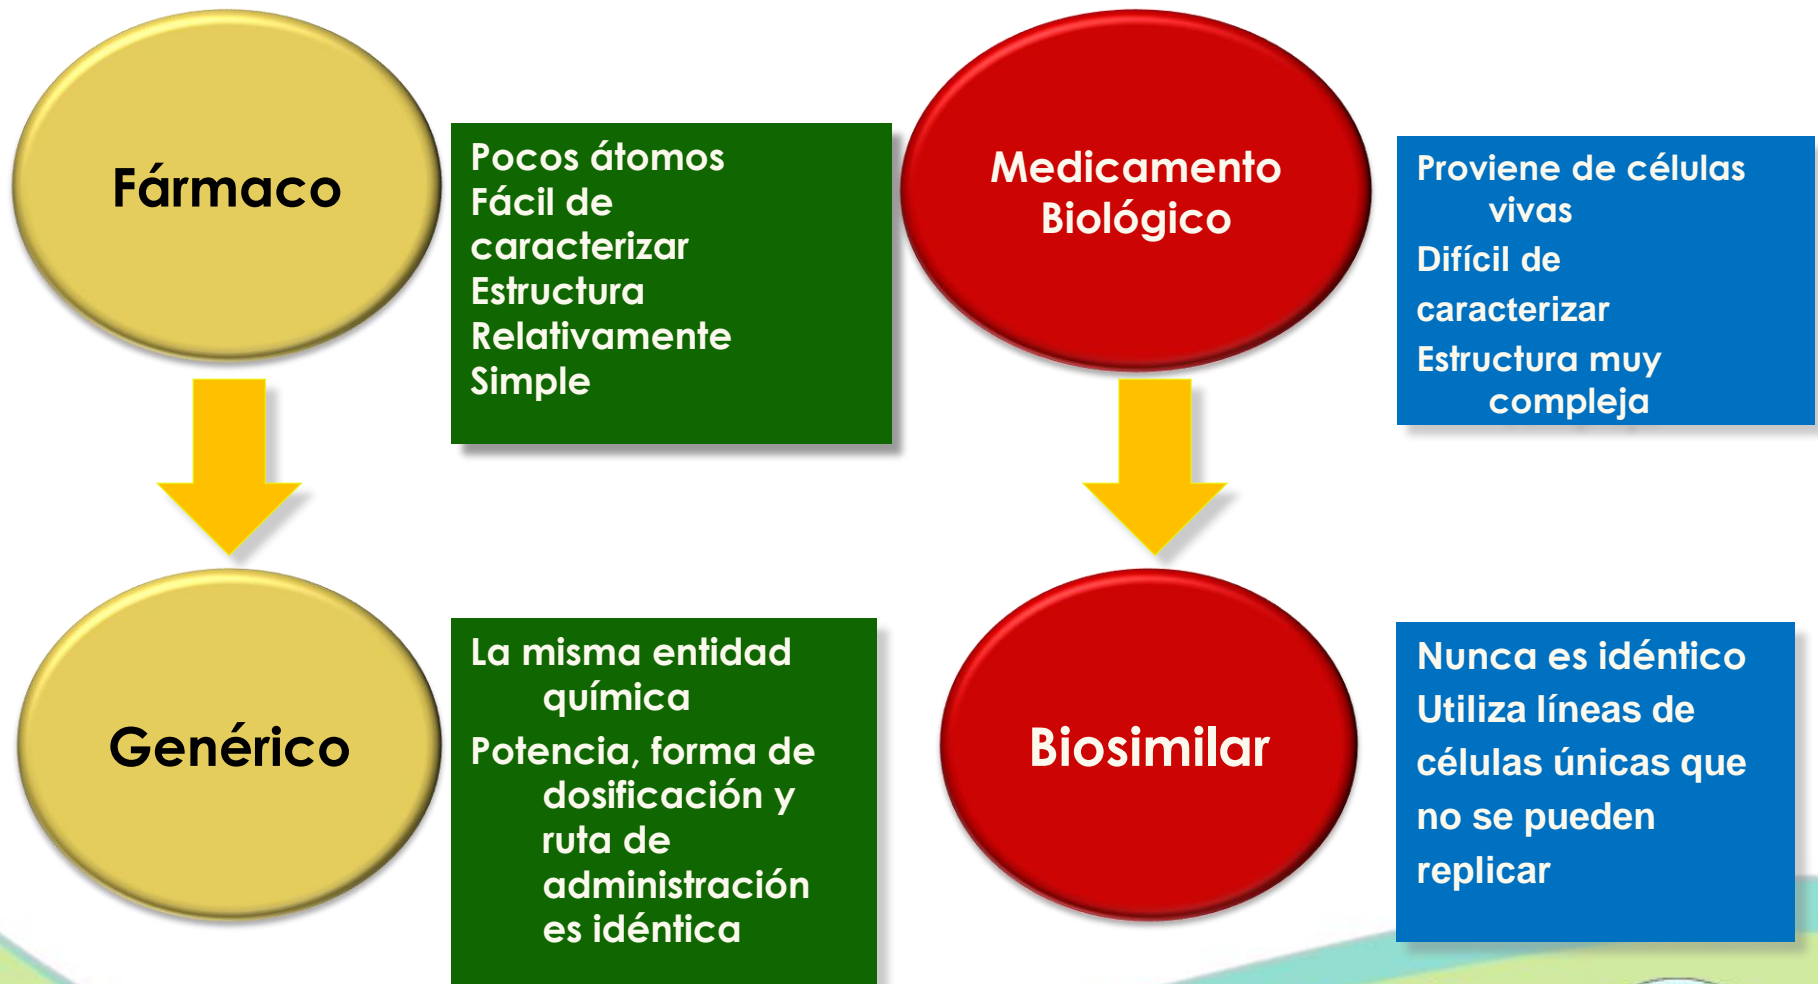 Fármaco
Pocos átomos
Fácil de
caracterizar
Estructura
Relativamente
Simple
Medicamento
Biológico
Proviene de células
vivas
Difícil de
caracterizar
Estructura muy
compleja
Genérico
La misma entidad
química
Potencia, forma de
dosificación y
ruta de
administración
es idéntica
Biosimilar
Nunca es idéntico
Utiliza líneas de
células únicas que
no se pueden
replicar